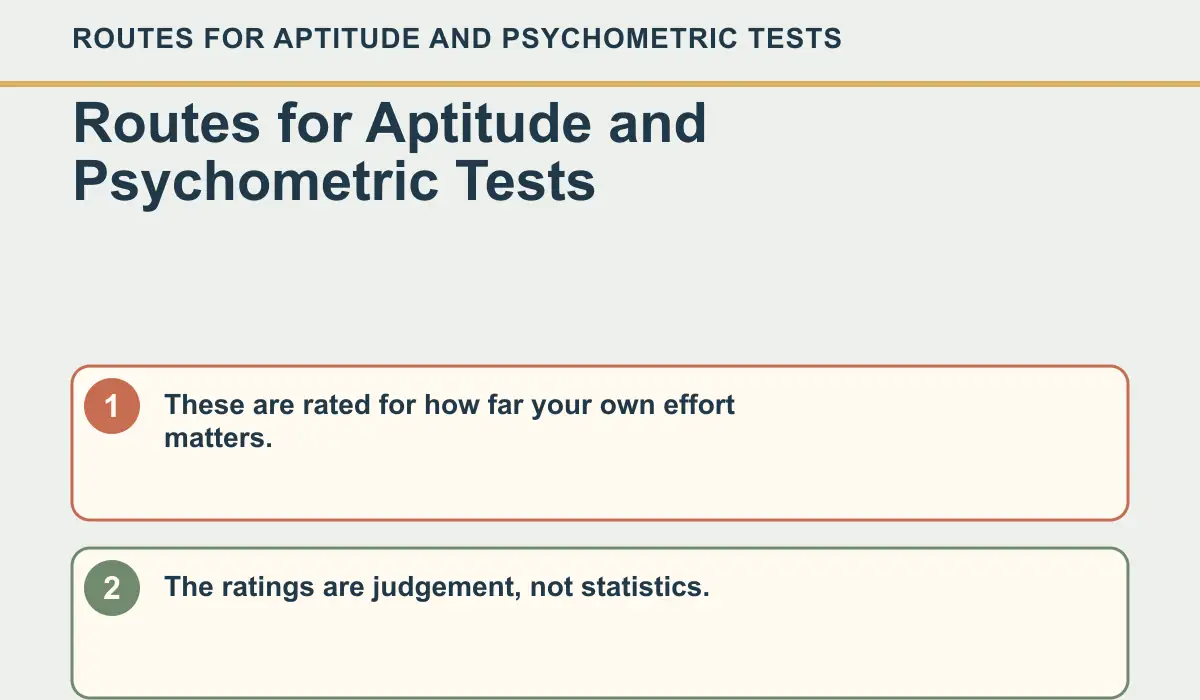 ROUTES FOR APTITUDE AND PSYCHOMETRIC TESTS
Routes for Aptitude and
Psychometric Tests
1
These are rated for how far your own effort
matters.
2
The ratings are judgement, not statistics.